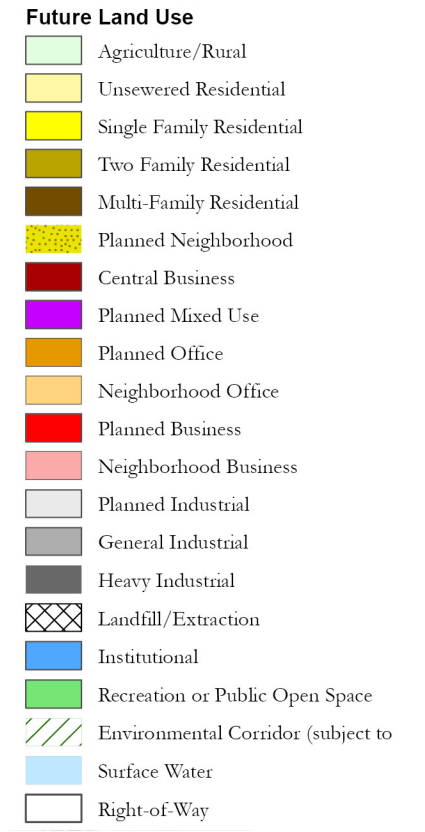 Future Land Use
Agriculture/Rural
Unsewered Residential
Single Family Residential
Two Family Residential
Multi-Family Residential
Planned Neighborhood
Central Business
Planned Mixed Use
Planned Office
Neighborhood Office
Planned Business
Neighborhood Business
Planned Industrial
General Industrial
Heavy Industrial
Landfill/Extraction
Institutional
Recreation or Public Open Space
Environmental Corridor (subject to
Surface Water
Right-of-Way